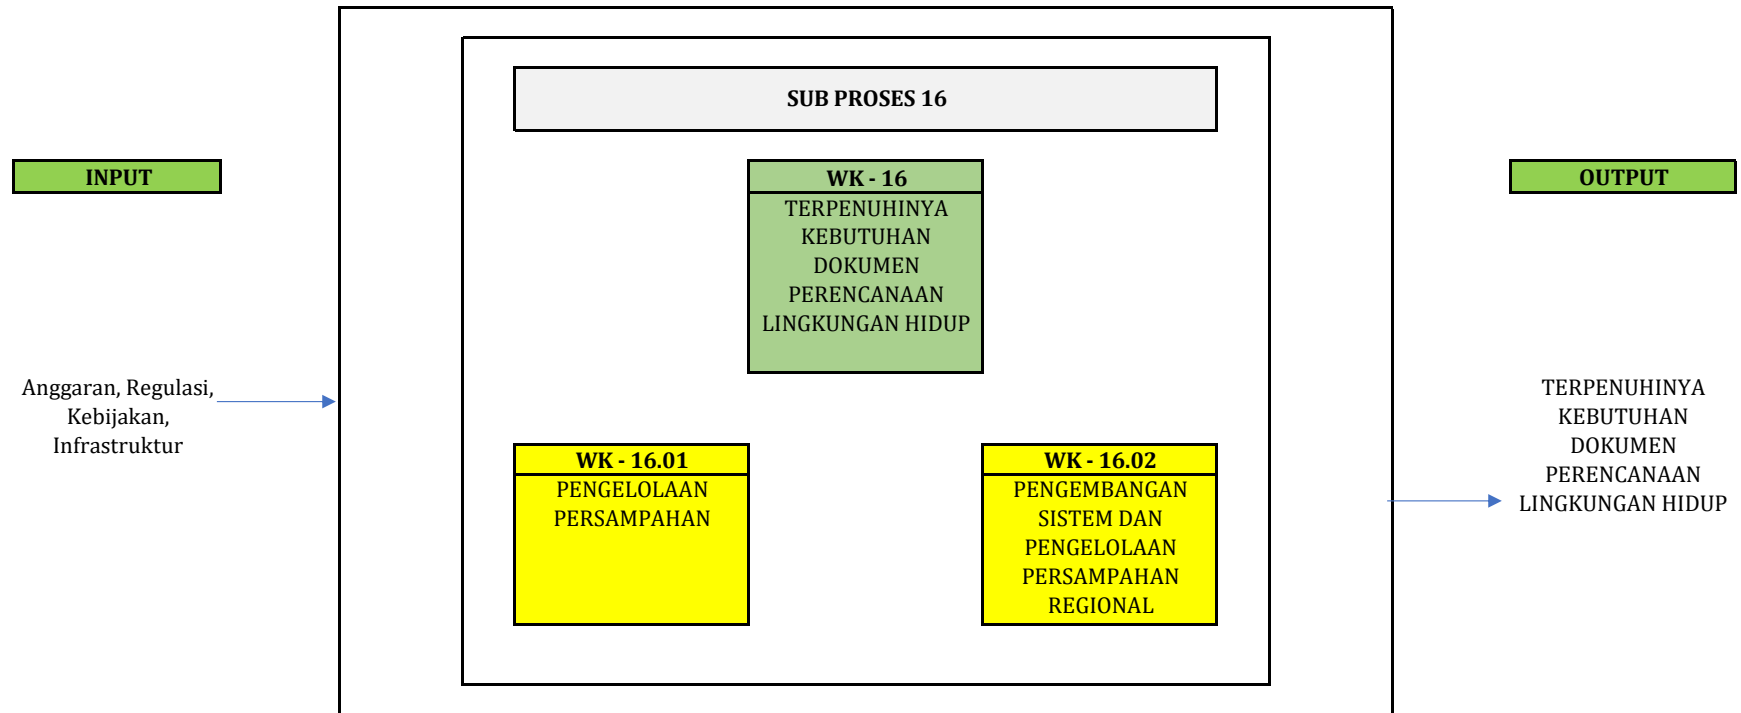 SUB PROSES 16
INPUT
WK - 16
TERPENUHINYA
KEBUTUHAN
DOKUMEN
PERENCANAAN
LINGKUNGAN HIDUP
OUTPUT
Anggaran, Regulasi,
Kebijakan,
Infrastruktur
WK - 16.01
PENGELOLAAN
PERSAMPAHAN
WK - 16.02
PENGEMBANGAN
SISTEM DAN
PENGELOLAAN
PERSAMPAHAN
REGIONAL
TERPENUHINYA
KEBUTUHAN
DOKUMEN
PERENCANAAN
LINGKUNGAN HIDUP